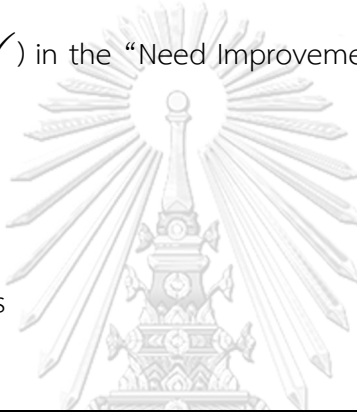 ✓) in the “Need Improveme
s